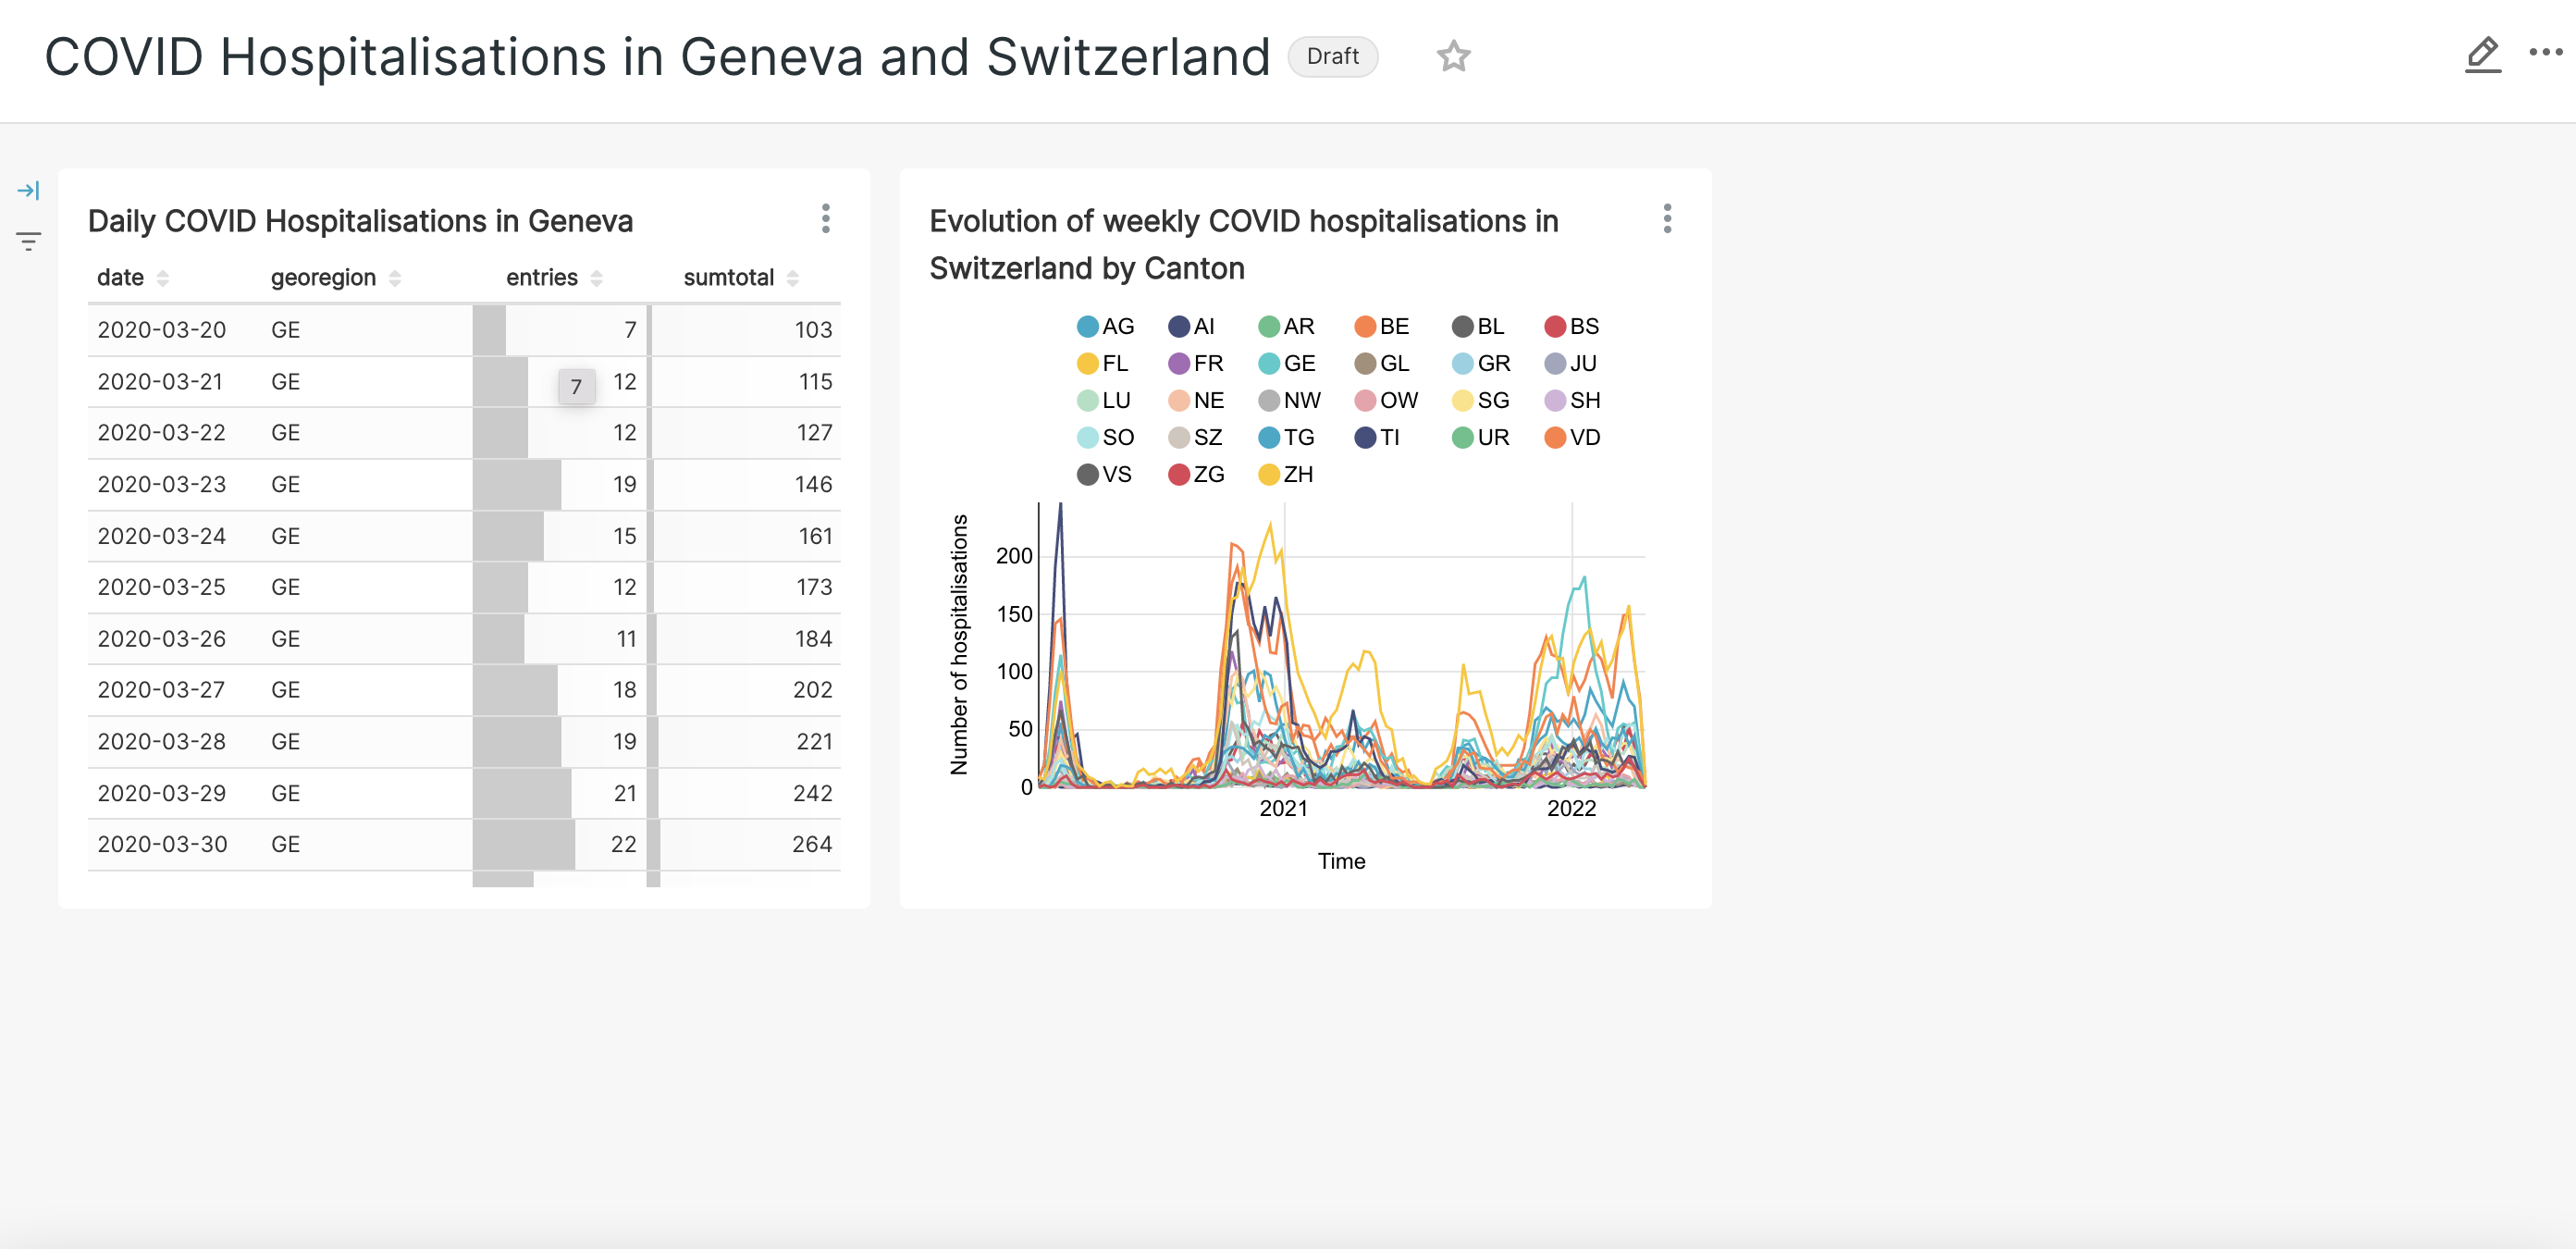 COVID Hospitalisations in Geneva and Switzerland Draft
Daily COVID Hospitalisations in Geneva
date georegion entries sumtotal
2020-03-20 GE 7 103
2020-03-21 GE 12 115
7
2020-03-22 GE 12 127
2020-03-23 GE 19 146
2020-03-24 GE 15 161
2020-03-25 GE 12 173
2020-03-26 GE 11 184
2020-03-27 GE 18 202
2020-03-28 GE 19 221
2020-03-29 GE 21 242
2020-03-30 GE 22 264
Evolution of weekly COVID hospitalisations in
Switzerland by Canton
AG AI AR BE BL BS
FL FR GE GL GR JU
LU NE NW OW SG SH
SO SZ TG TI UR VD
VS ZG ZH
Number of hospitalisations
200
150
100
50
0
2021 2022
Time